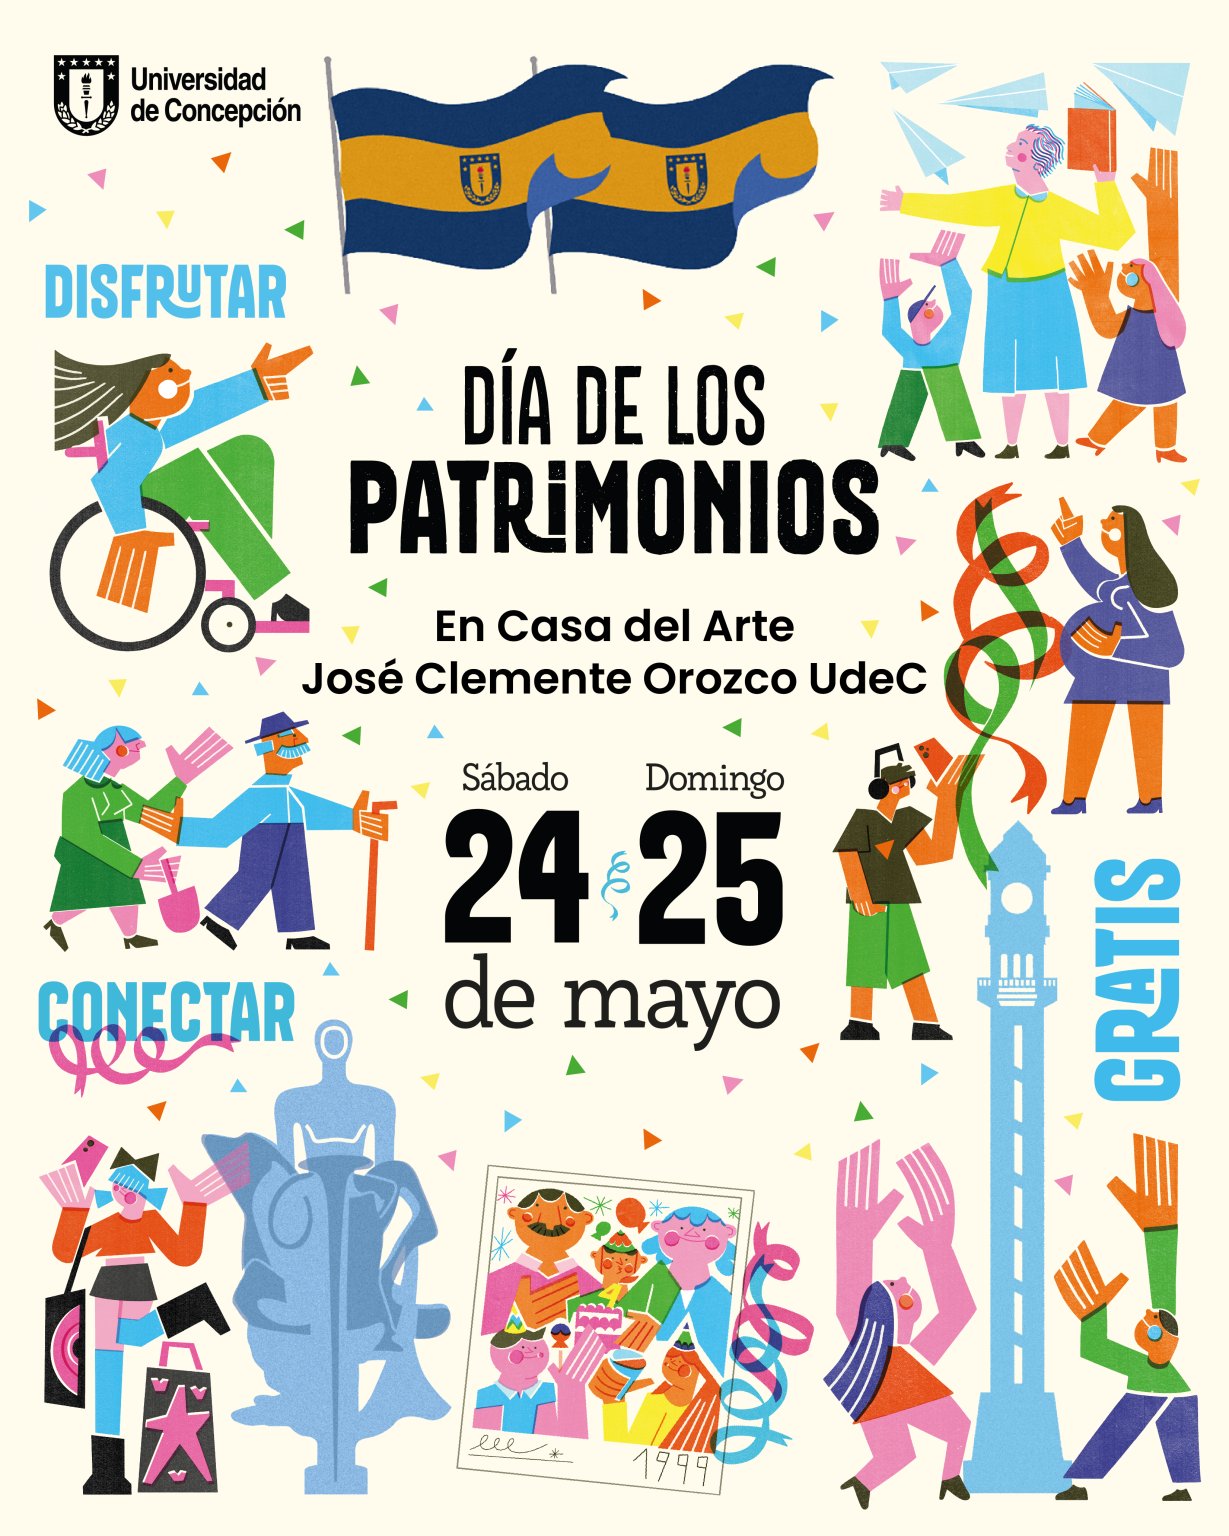 Universidad
de Concepción
DISFRUTAR
DÍA DE LOS
PATRIMONIOS
En Casa del Arte
José Clemente Orozco UdeC
Sábado
24
Domingo
25
de mayo
CONECTAR
GRATIS
4
1999